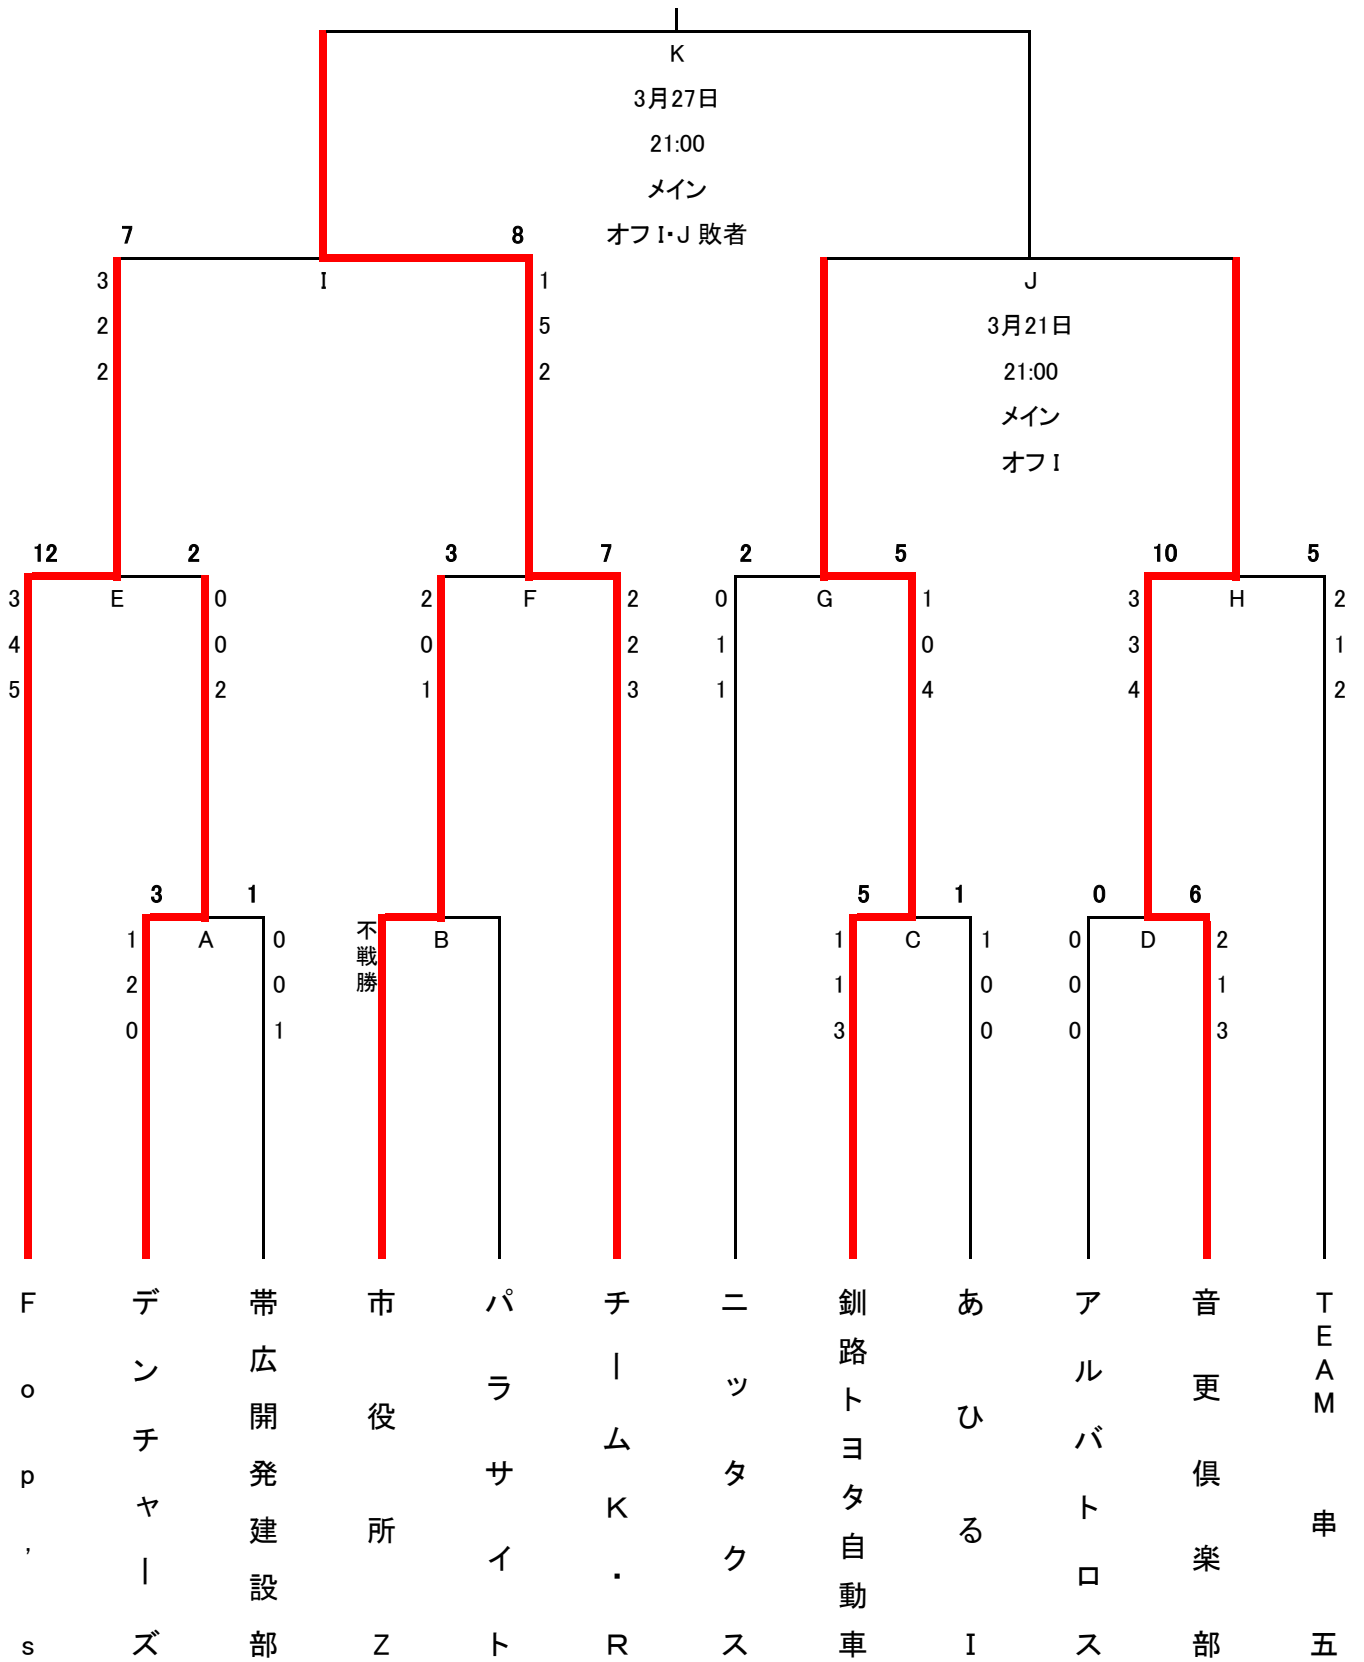 K
3月27日
21:00
メイン
オフ I・J 敗者
7 8
3 I 1
2 5
2 2
J
3月21日
21:00
メイン
オフ I
12 2 3 7 2 5 10 5
3 E 0 2 F 2 0 G 1 3 H 2
4 0 0 2 1 0 3 1
5 2 1 3 1 4 4 2
3 1 5 1 0 6
1 A 0 不戦勝 B 1 C 1 0 D 2
2 0 1 0 0 1
0 1 3 0 0 3
Fop's
デンチャーズ
帯広開発建設部
市役所Z
パラサイト
チームK・R
ニッタクス
釧路トヨタ自動車
あひるI
アルバトロス
音更倶楽部
TEAM串五